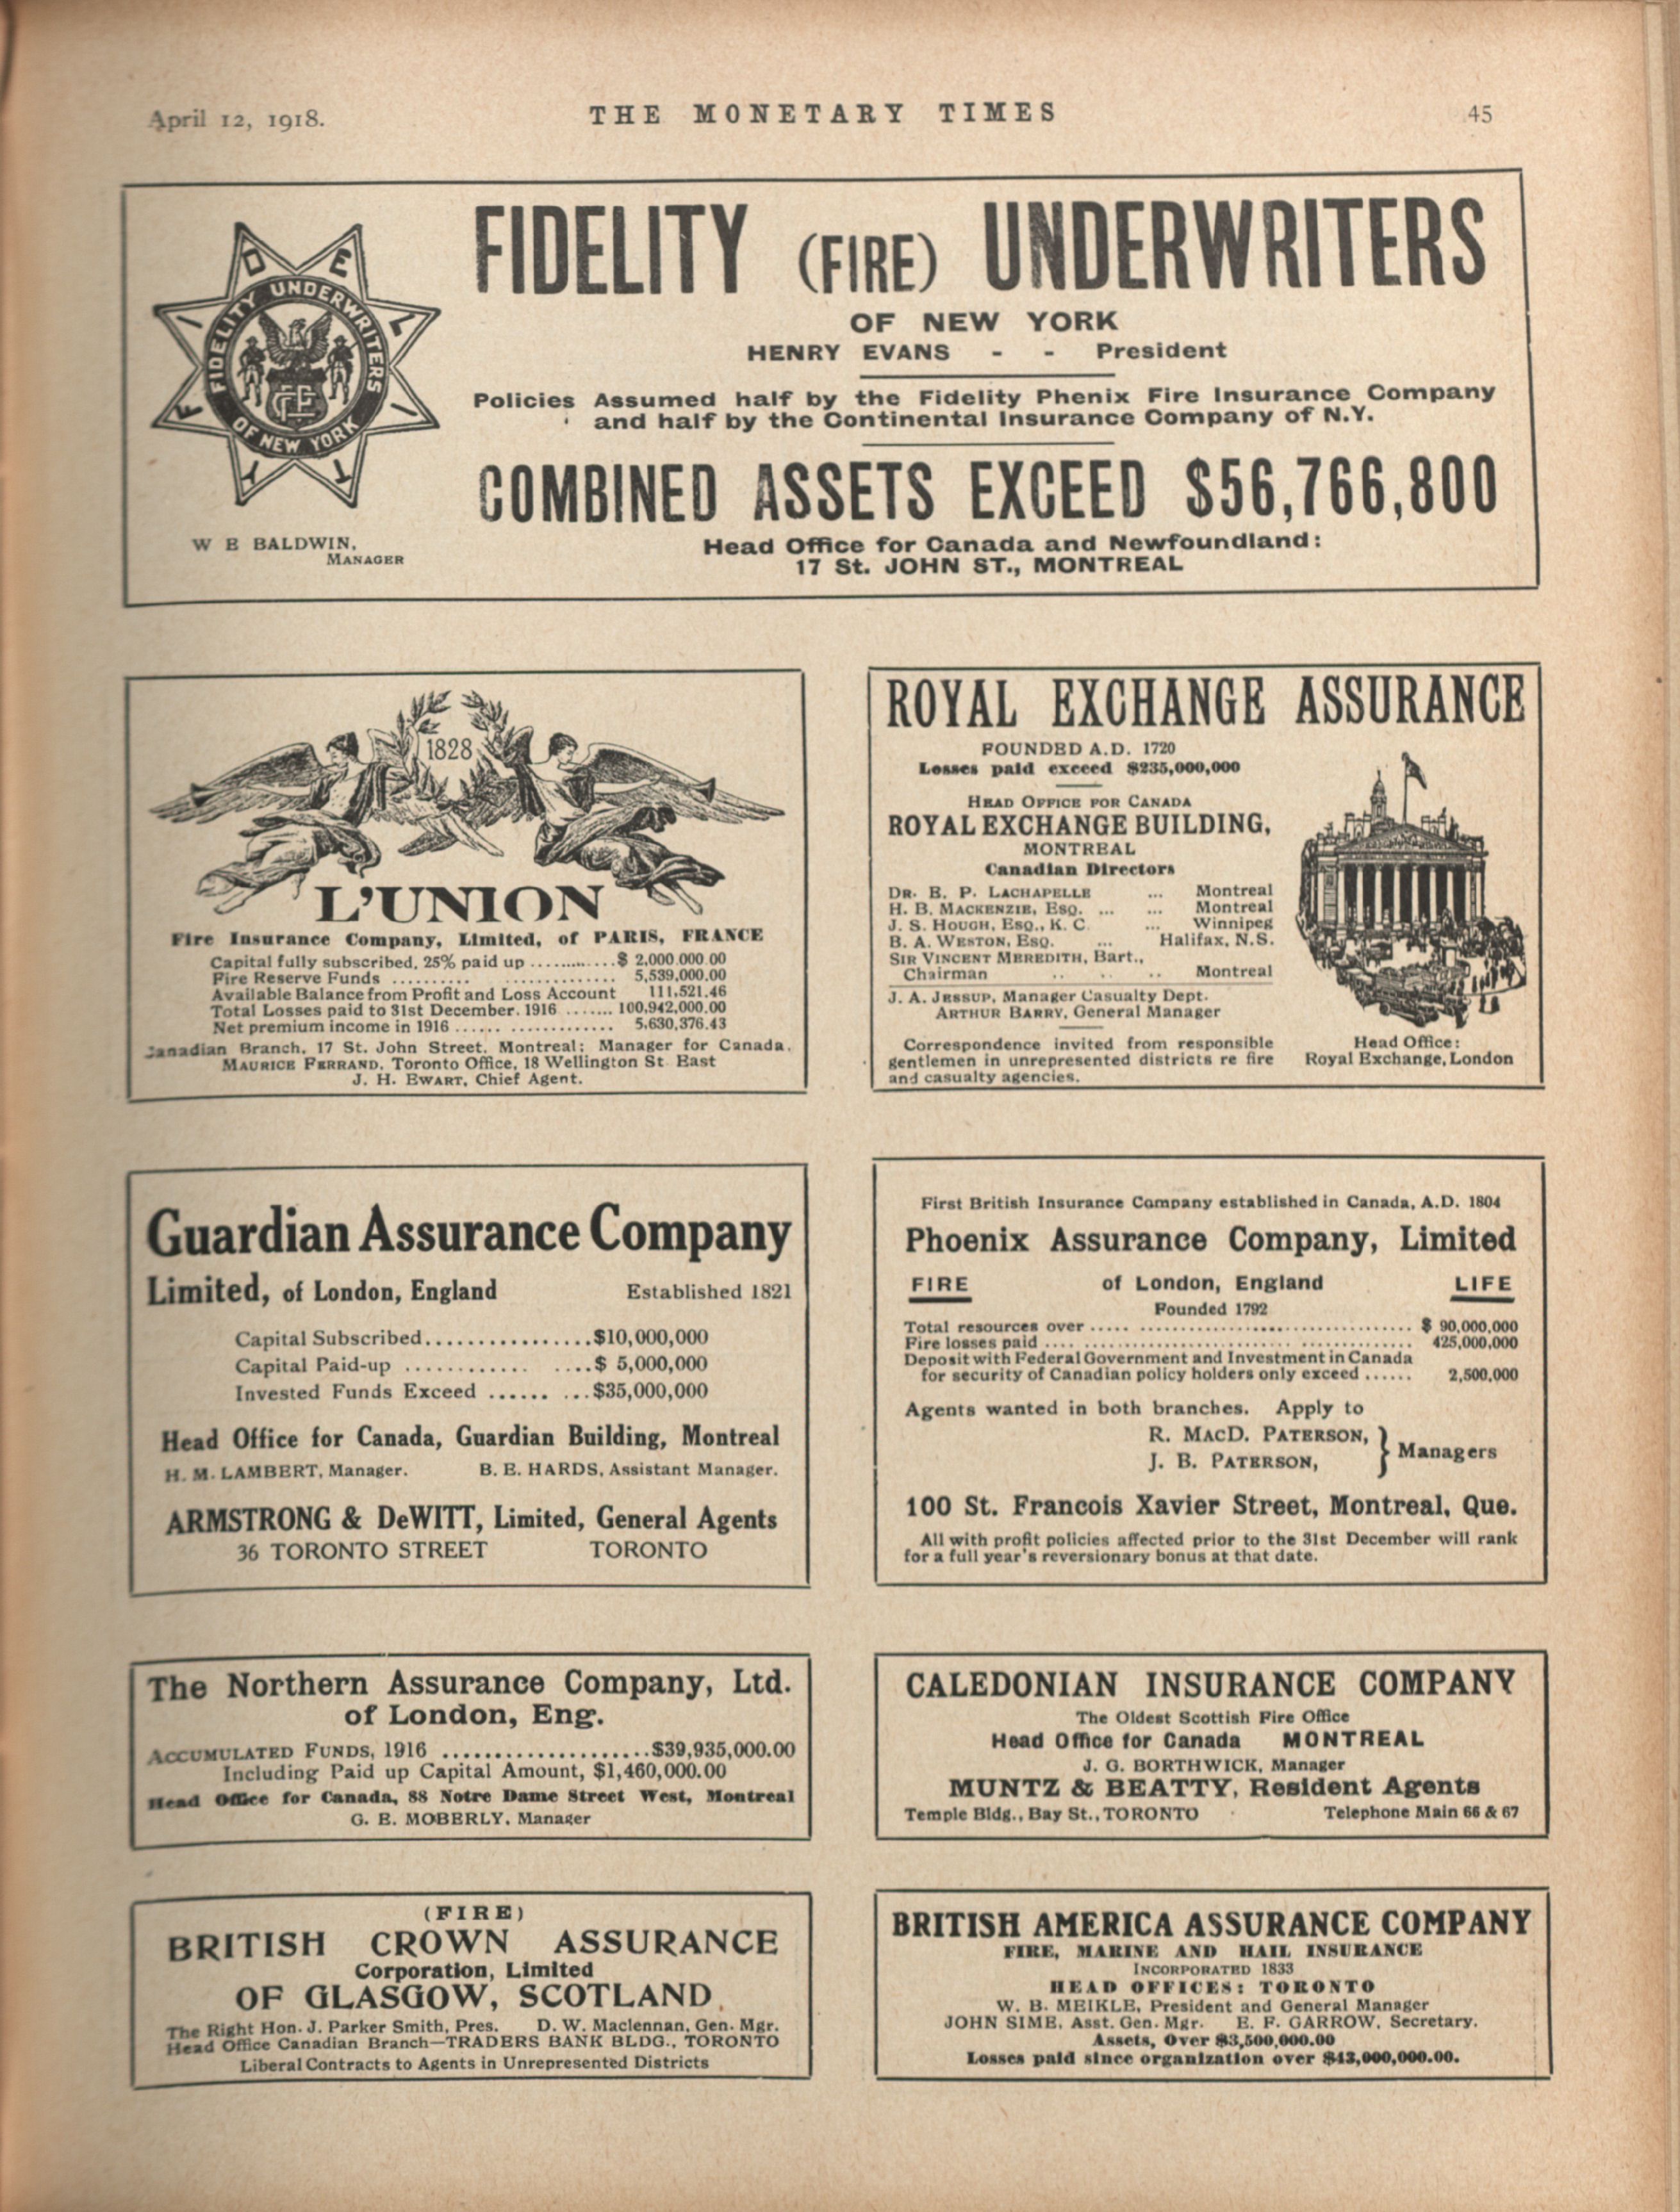 April 12, 1918.
THE MONETARY TIMES
45
FIDELITY
FIDELITY UNDERWRITERS
OF NEW YORK
W E BALDWIN,
MANAGER
FIDELITY (FIRE) UNDERWRITERS
OF NEW YORK
HENRY EVANS - - President
Policies Assumed half by the Fidelity Phenix Fire Insurance Company
and half by the Continental Insurance Company of N.Y.
COMBINED ASSETS EXCEED $56,766,800
Head Office for Canada and Newfoundland:
17 St. JOHN ST., MONTREAL
1828
L'UNION
Fire Insurance Company, Limited, of PARIS, FRANCE
Capital fully subscribed, 25% paid up ............. $ 2,000.000.00
Fire Reserve Funds .......... .............. 5,539,000.00
Available Balance from Profit and Loss Account 111,521.46
Total Losses paid to 31st December, 1916 ....... 100,942,000.00
Net premium income in 1916 ...... ............. 5,630,376.43
Canadian Branch, 17 St. John Street, Montreal; Manager for Canada,
MAURICE FERRAND, Toronto Office, 18 Wellington St. East
J. H. EWART, Chief Agent.
ROYAL EXCHANGE ASSURANCE
FOUNDED A.D. 1720
Losses paid exceed $235,000,000
HEAD OFFICE FOR CANADA
ROYAL EXCHANGE BUILDING,
MONTREAL
Canadian Directors
DR. E. P. LACHAPELLE ... Montreal
H. B. MACKENZIE, ESQ. ... ... Montreal
J. S. HOUGH, ESQ., K. C. ... Winnipeg
B. A. WESTON, ESQ. ... Halifax, N.S.
SIR VINCENT MEREDITH, Bart.,
Chairman .. .. .. Montreal
J. A. JESSUP, Manager Casualty Dept.
ARTHUR BARRY, General Manager
Correspondence invited from responsible
gentlemen in unrepresented districts re fire
and casualty agencies.
Head Office:
Royal Exchange, London
Guardian Assurance Company
Limited, of London, England Established 1821
Capital Subscribed................$10,000,000
Capital Paid-up ............ ....$ 5,000,000
Invested Funds Exceed ...... ...$35,000,000
Head Office for Canada, Guardian Building, Montreal
H. M. LAMBERT, Manager. B. E. HARDS, Assistant Manager.
ARMSTRONG & DeWITT, Limited, General Agents
36 TORONTO STREET TORONTO
First British Insurance Company established in Canada, A.D. 1804
Phoenix Assurance Company, Limited
FIRE of London, England LIFE
Founded 1792
Total resources over ..... .................................. $ 90,000,000
Fire losses paid .... ................................... 425,000,000
Deposit with Federal Government and Investment in Canada
for security of Canadian policy holders only exceed ...... 2,500,000
Agents wanted in both branches. Apply to
R. MACD. PATERSON,
J. B. PATERSON,
} Managers
100 St. Francois Xavier Street, Montreal, Que.
All with profit policies affected prior to the 31st December will rank
for a full year's reversionary bonus at that date.
The Northern Assurance Company, Ltd.
of London, Eng.
ACCUMULATED FUNDS, 1916 .....................$39,935,000.00
Including Paid up Capital Amount, $1,460,000.00
Head Office for Canada, 88 Notre Dame Street West, Montreal
G. E. MOBERLY, Manager
CALEDONIAN INSURANCE COMPANY
The Oldest Scottish Fire Office
Head Office for Canada MONTREAL
J. G. BORTHWICK, Manager
MUNTZ & BEATTY, Resident Agents
Temple Bldg., Bay St., TORONTO Telephone Main 66 & 67
(FIRE)
BRITISH CROWN ASSURANCE
Corporation, Limited
OF GLASGOW, SCOTLAND
The Right Hon. J. Parker Smith, Pres. D. W. Maclennan, Gen. Mgr.
Head Office Canadian Branch—TRADERS BANK BLDG., TORONTO
Liberal Contracts to Agents in Unrepresented Districts
BRITISH AMERICA ASSURANCE COMPANY
FIRE, MARINE AND HAIL INSURANCE
INCORPORATED 1833
HEAD OFFICES: TORONTO
W. B. MEIKLE, President and General Manager
JOHN SIME, Asst. Gen. Mgr. E. F. GARROW, Secretary.
Assets, Over $3,500,000.00
Losses paid since organization over $43,000,000.00.